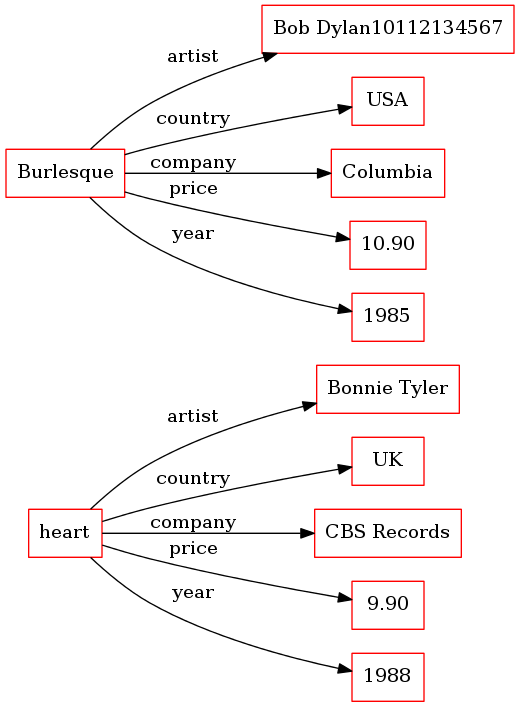 Bob Dylan10112134567
artist
USA
country
Burlesque
company
Columbia
price
10.90
year
1985
Bonnie Tyler
artist
UK
country
heart
company
CBS Records
price
9.90
year
1988